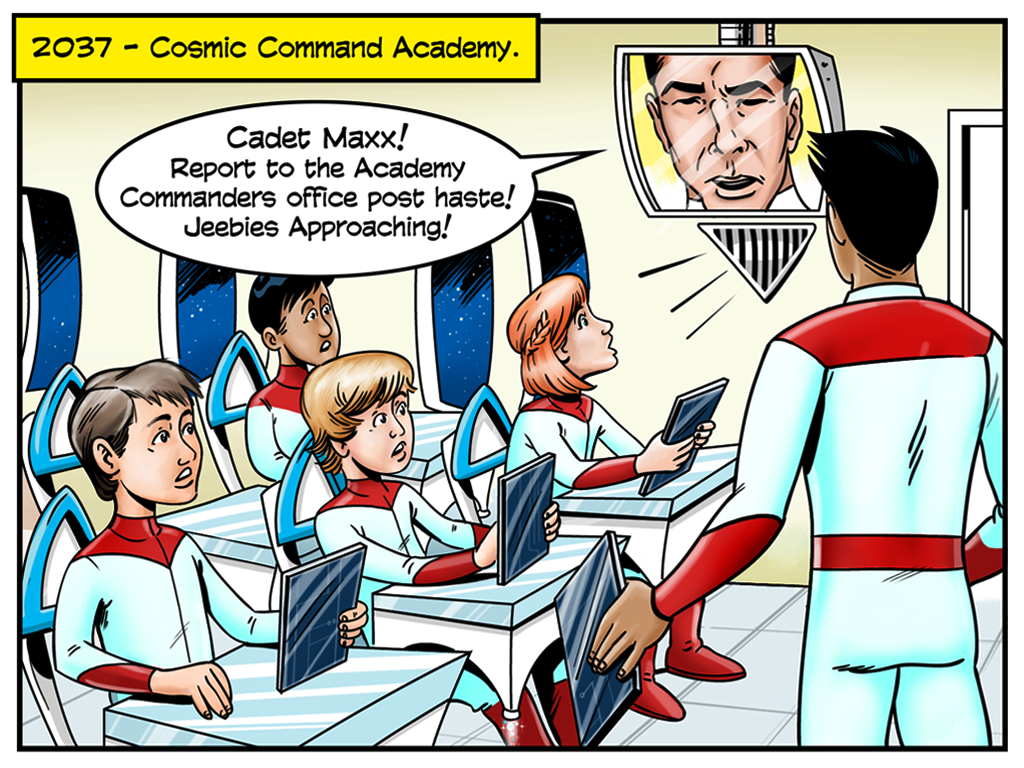 2037 - Cosmic Command Academy.
Cadet Maxx!
Report to the Academy
Commanders office post haste!
Jeebies Approaching!